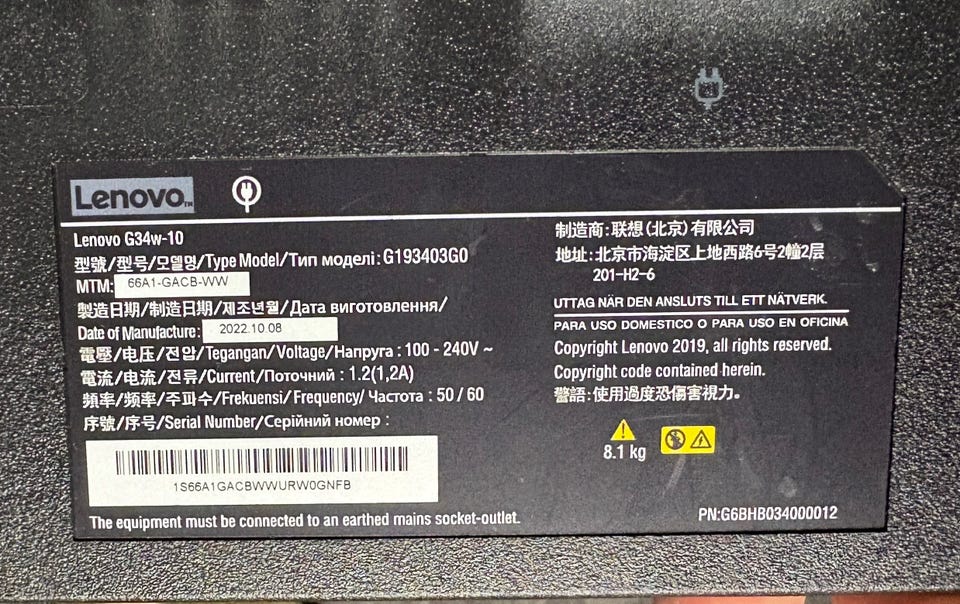 Lenovo™
Lenovo G34w-10
型號/型号/모델명/Type Model/Тип моделі: G193403G0
MTM: 66A1-GACB-WW
製造日期/制造日期/제조년월/Дата виготовлення/
Date of Manufacture: 2022.10.08
電壓/电压/전압/Tegangan/Voltage/Напруга : 100 - 240V ~
電流/电流/전류/Current/Поточний : 1.2(1,2A)
頻率/频率/주파수/Frekuensi/Frequency/ Частота : 50 / 60
序號/序号/Serial Number/Серійний номер :
1S66A1GACBWWURW0GNFB
The equipment must be connected to an earthed mains socket-outlet.
制造商: 联想(北京)有限公司
地址: 北京市海淀区上地西路6号2幢2层
201-H2-6
UTTAG NÄR DEN ANSLUTS TILL ETT NÄTVERK.
PARA USO DOMESTICO O PARA USO EN OFICINA
Copyright Lenovo 2019, all rights reserved.
Copyright code contained herein.
警語: 使用過度恐傷害視力。
8.1 kg
PN:G6BHB034000012